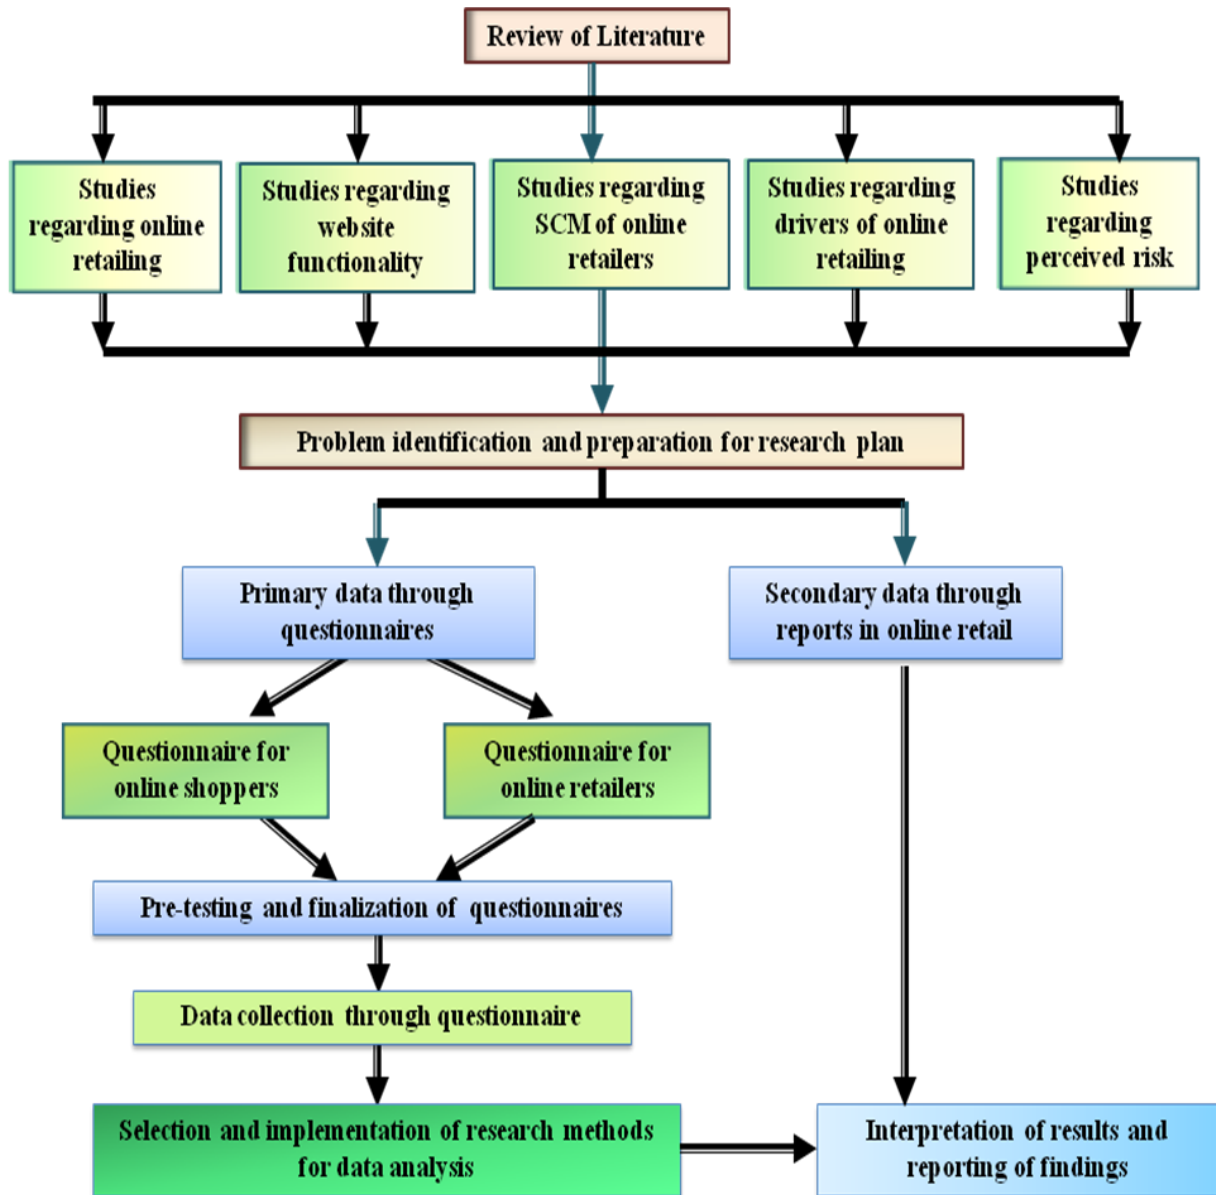 Review of Literature
Studies
regarding online
retailing
Studies regarding
website
functionality
Studies regarding
SCM of online
retailers
Studies regarding
drivers of online
retailing
Studies
regarding
perceived risk
Problem identification and preparation for research plan
Primary data through
questionnaires
Secondary data through
reports in online retail
Questionnaire for
online shoppers
Questionnaire for
online retailers
Pre-testing and finalization of questionnaires
Data collection through questionnaire
Selection and implementation of research methods
for data analysis
Interpretation of results and
reporting of findings